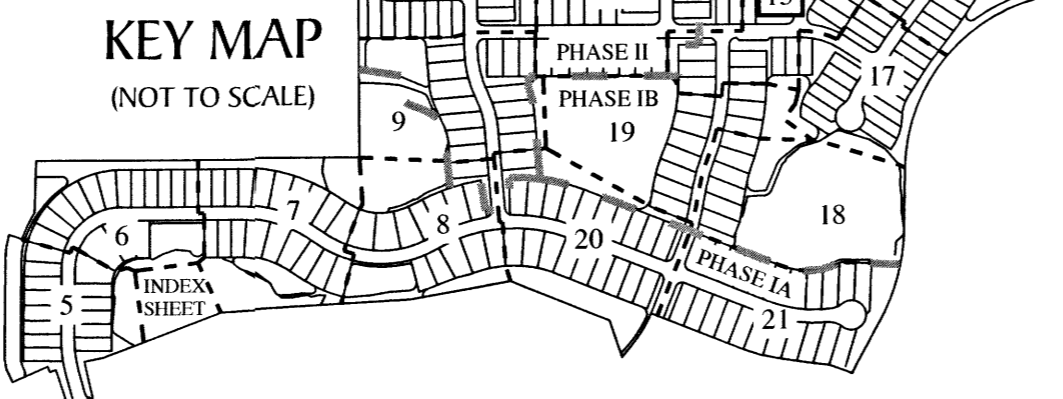 KEY MAP
(NOT TO SCALE)
15
PHASE II
17
PHASE IB
9
19
18
7
8
6
20
PHASE IA
INDEX
SHEET
5
21